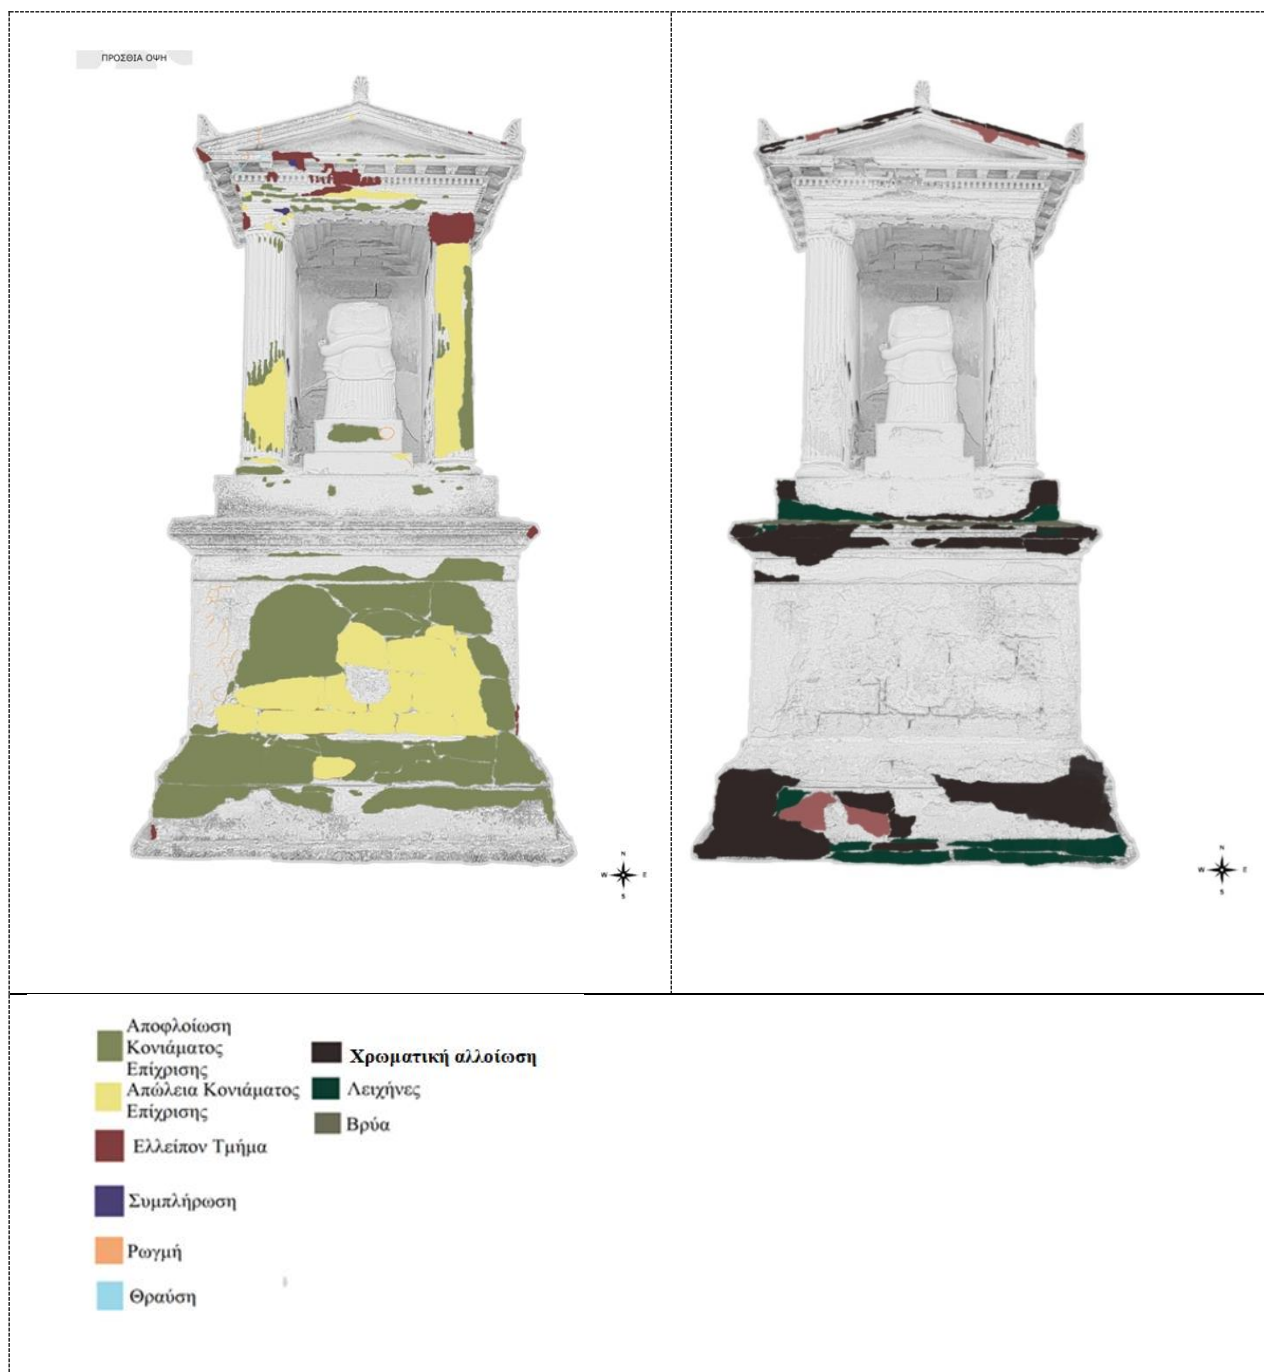 ΠΡΟΣΘΙΑ ΟΨΗ
N
W E
S
N
W E
S
Αποφλοίωση
Κονιάματος
Επίχρισης
Απώλεια Κονιάματος
Επίχρισης
Ελλείπον Τμήμα
Συμπλήρωση
Ρωγμή
Θραύση
Χρωματική αλλοίωση
Λειχήνες
Βρύα